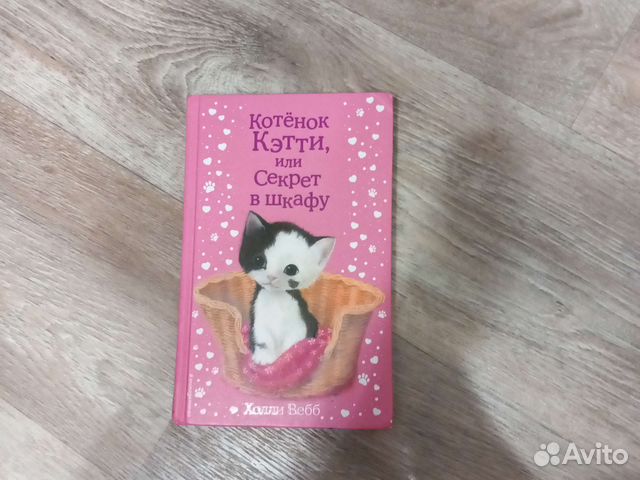 Котёнок
Кэтти,
или
Секрет
в шкафу
Холли Вебб
Avito